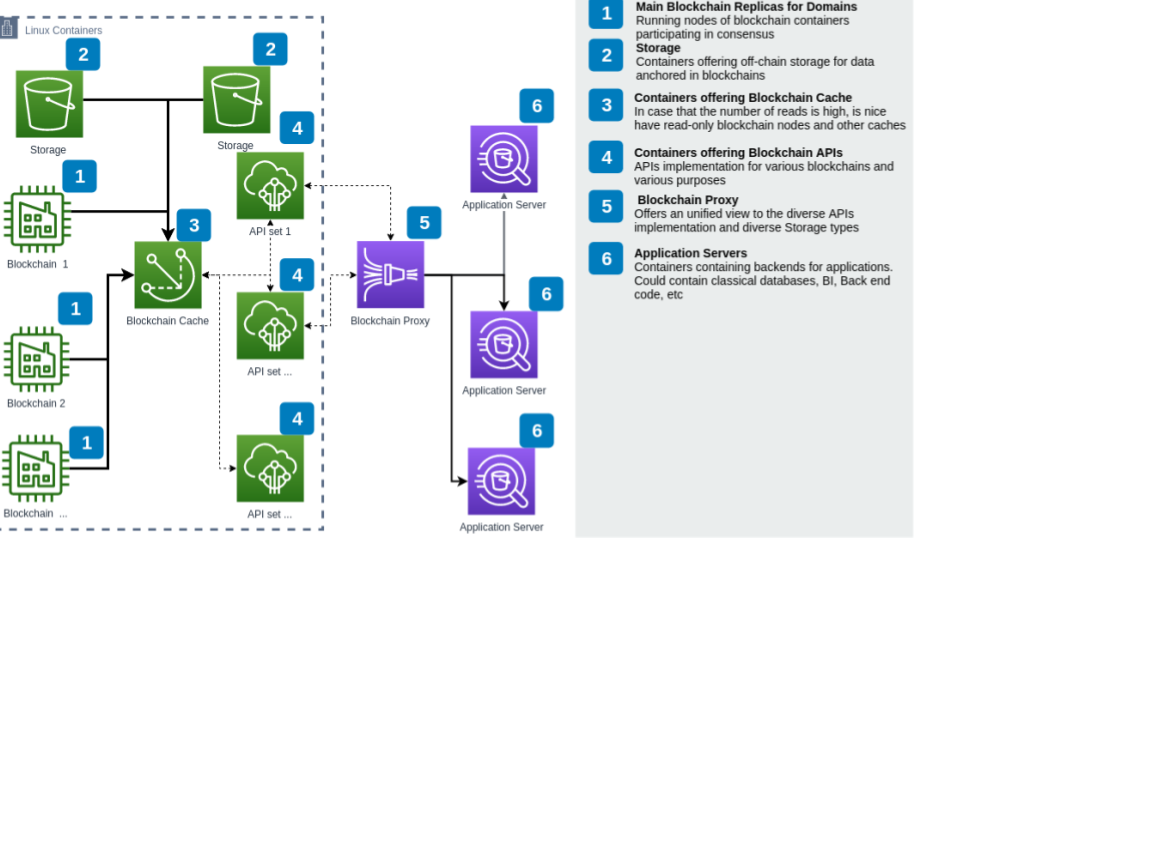 Linux Containers
2
2
Storage
Storage
4
1
API set 1
Blockchain 1
3
Blockchain Cache
4
API set ...
1
Blockchain 2
4
API set ...
1
Blockchain ...
5
Blockchain Proxy
6
Application Server
6
Application Server
6
Application Server
1
Main Blockchain Replicas for Domains
Running nodes of blockchain containers
participating in consensus
2
Storage
Containers offering off-chain storage for data
anchored in blockchains
3
Containers offering Blockchain Cache
In case that the number of reads is high, is nice
have read-only blockchain nodes and other caches
4
Containers offering Blockchain APIs
APIs implementation for various blockchains and
various purposes
5
Blockchain Proxy
Offers an unified view to the diverse APIs
implementation and diverse Storage types
6
Application Servers
Containers containing backends for applications.
Could contain classical databases, BI, Back end
code, etc